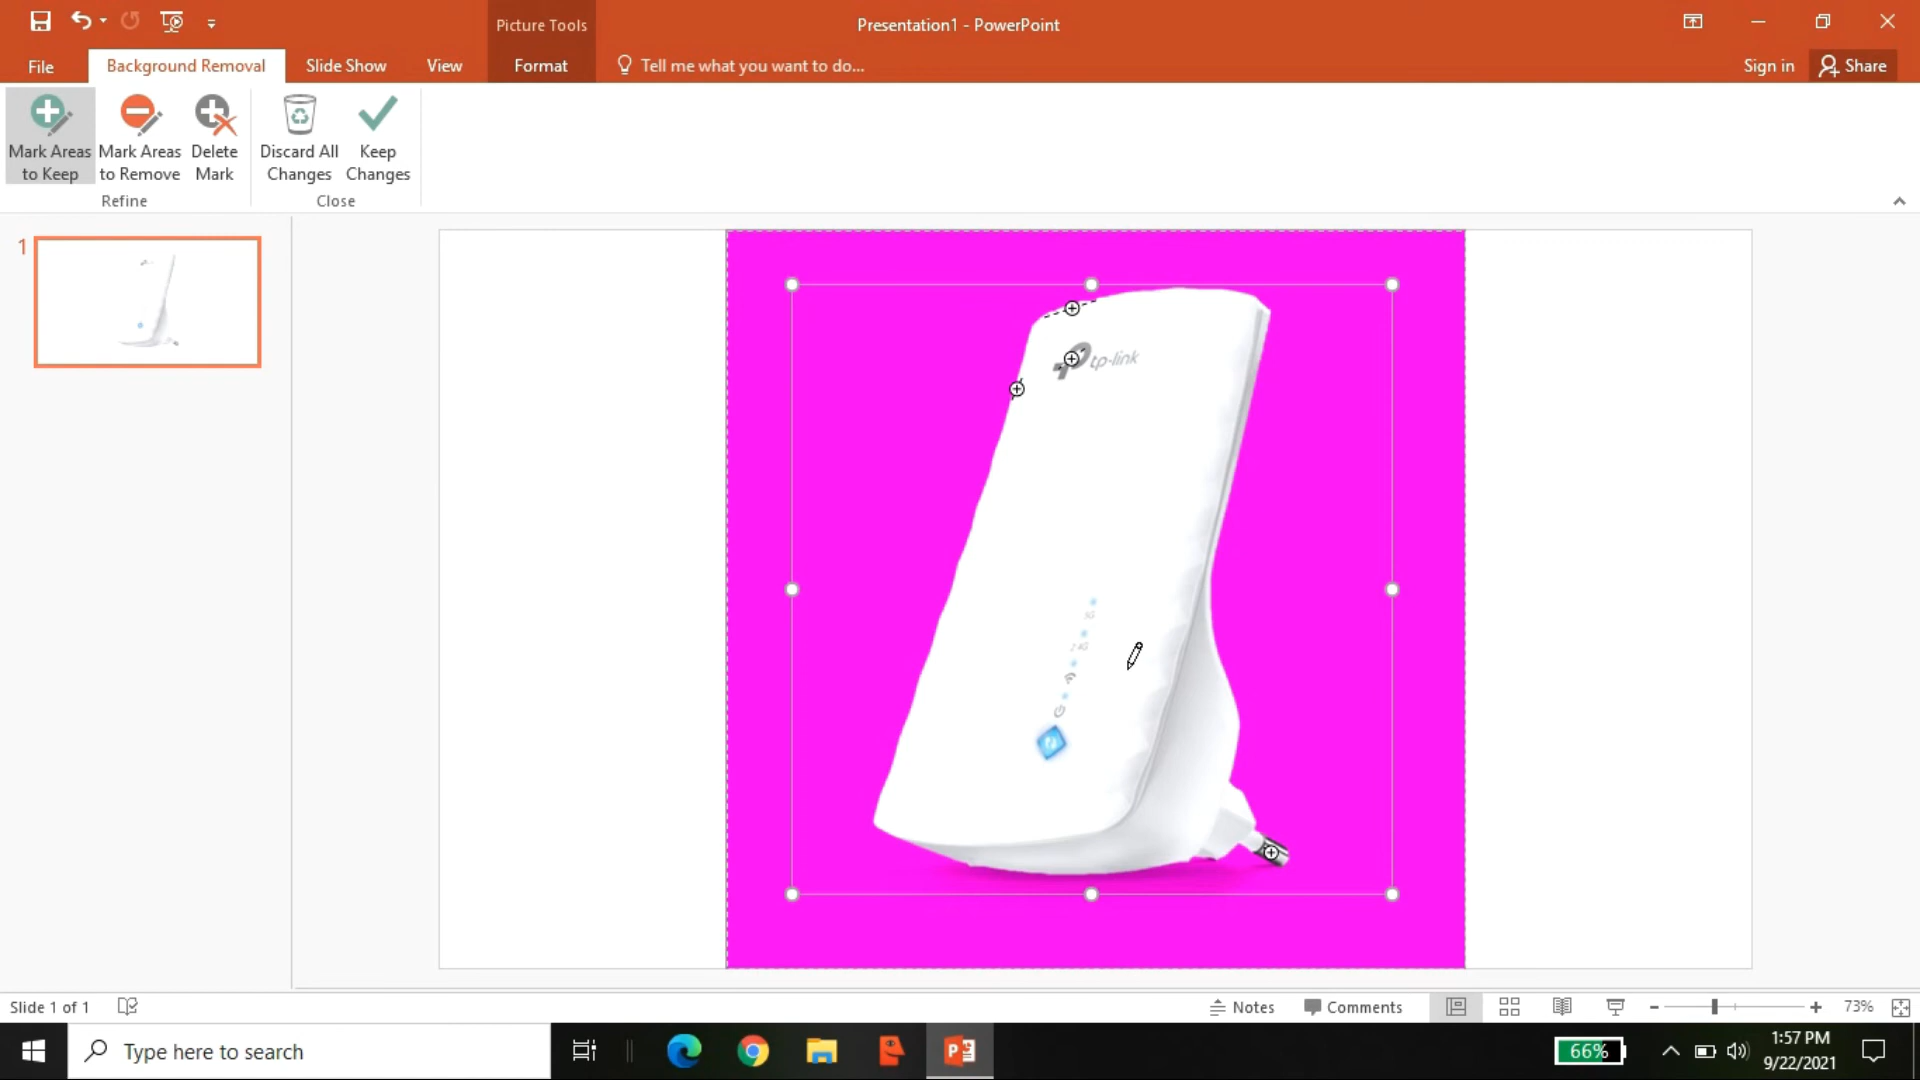 Picture Tools
Presentation1 - PowerPoint
File
Background Removal
Slide Show
View
Format
Tell me what you want to do...
Sign in
Share
Mark Areas to Keep
Mark Areas to Remove
Delete Mark
Discard All Changes
Keep Changes
Refine
Close
1
tp-link
5G
2.4G
Slide 1 of 1
Notes
Comments
73%
Type here to search
66%
1:57 PM
9/22/2021